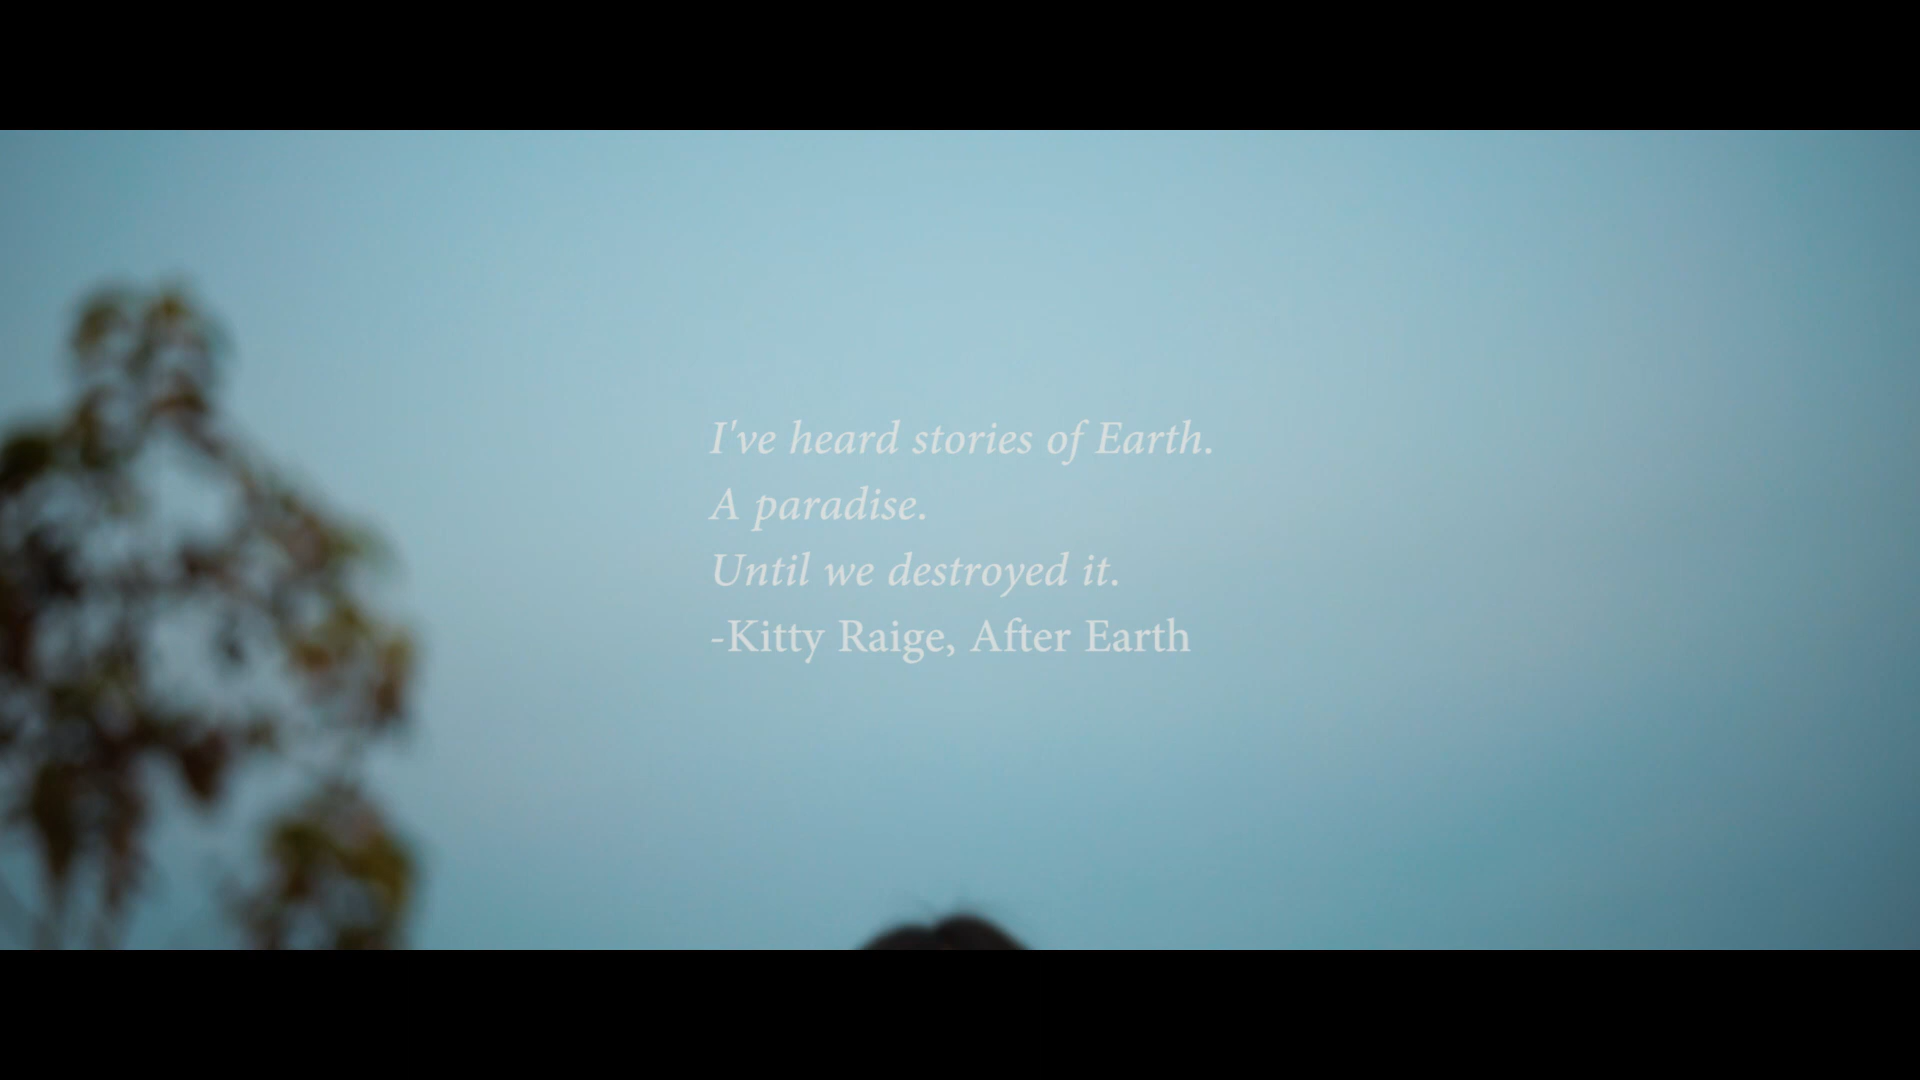 I've heard stories of Earth.
A paradise.
Until we destroyed it.
-Kitty Raige, After Earth